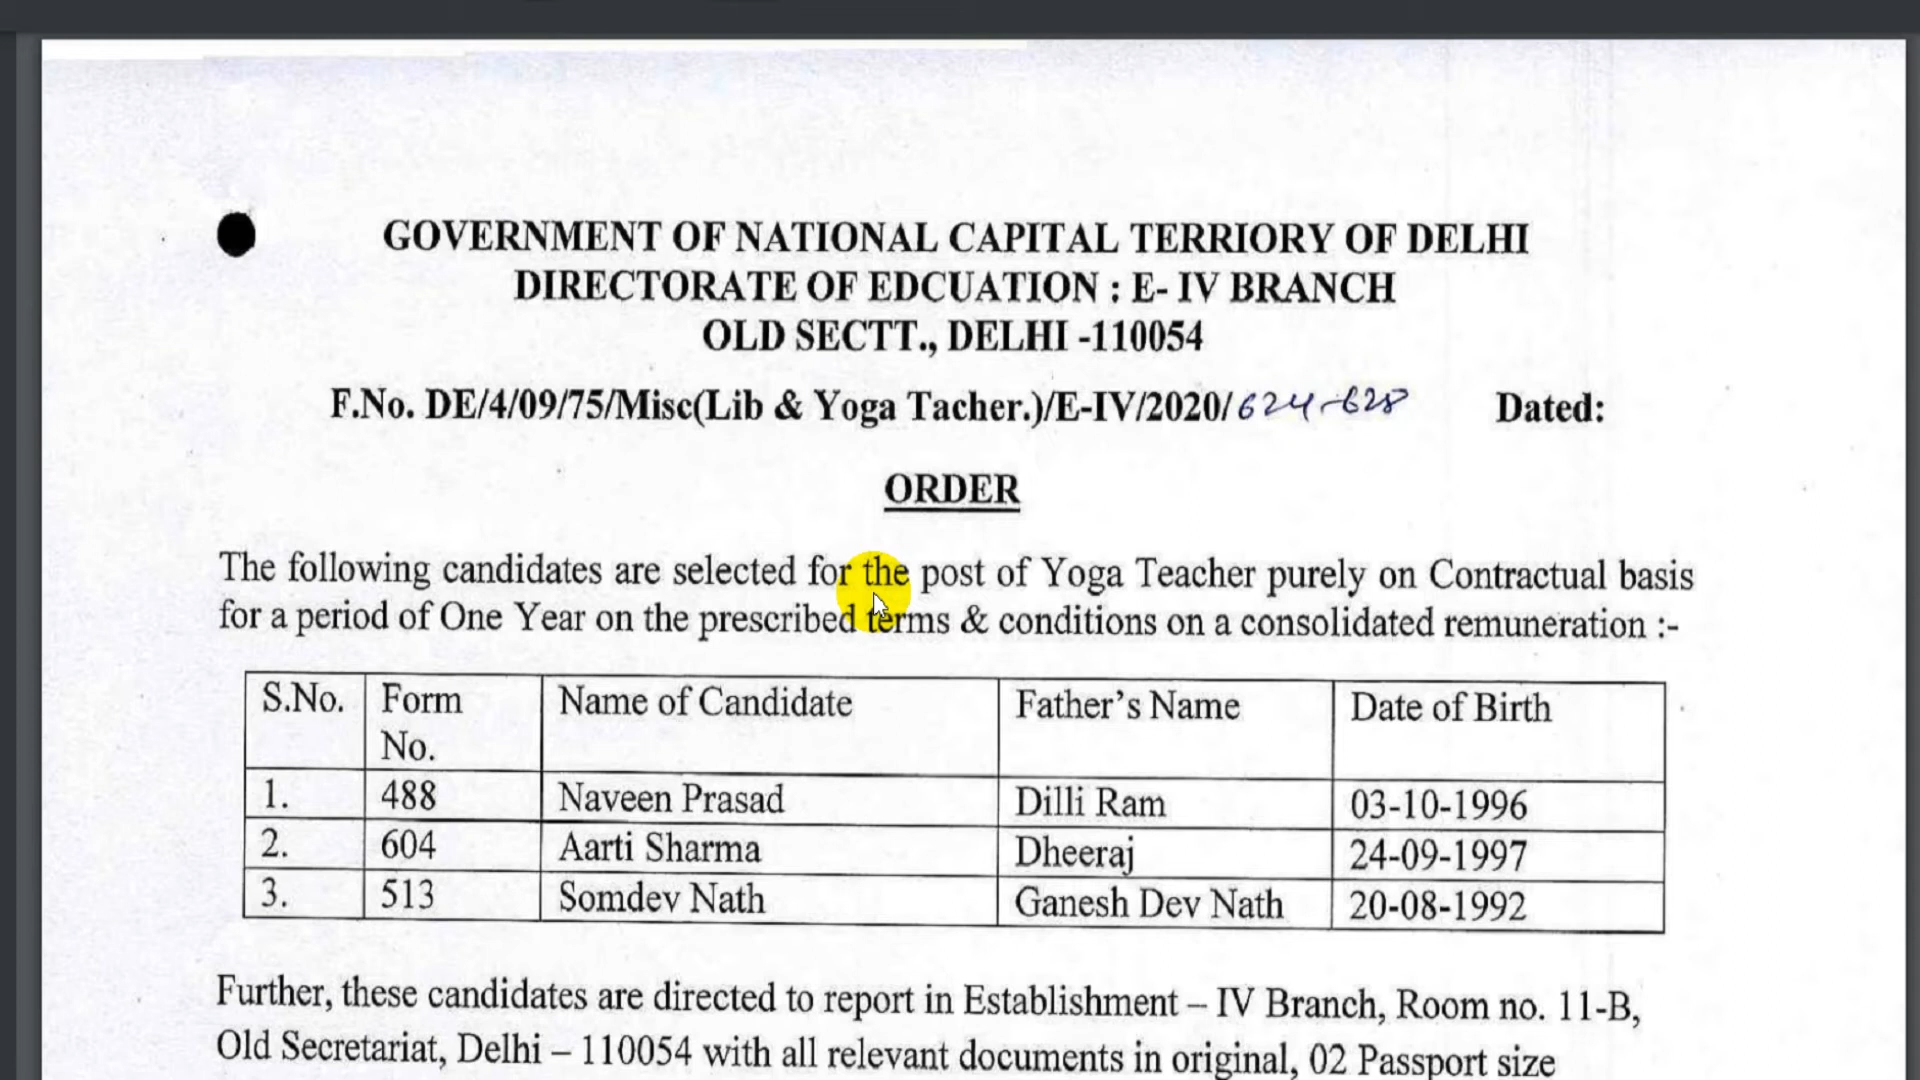 GOVERNMENT OF NATIONAL CAPITAL TERRIORY OF DELHI
DIRECTORATE OF EDCUATION : E- IV BRANCH
OLD SECTT., DELHI -110054
F.No. DE/4/09/75/Misc(Lib & Yoga Tacher.)/E-IV/2020/624-628 Dated:
ORDER
The following candidates are selected for the post of Yoga Teacher purely on Contractual basis
for a period of One Year on the prescribed terms & conditions on a consolidated remuneration :-
S.No. Form No. Name of Candidate Father's Name Date of Birth
1. 488 Naveen Prasad Dilli Ram 03-10-1996
2. 604 Aarti Sharma Dheeraj 24-09-1997
3. 513 Somdev Nath Ganesh Dev Nath 20-08-1992
Further, these candidates are directed to report in Establishment – IV Branch, Room no. 11-B,
Old Secretariat, Delhi – 110054 with all relevant documents in original, 02 Passport size